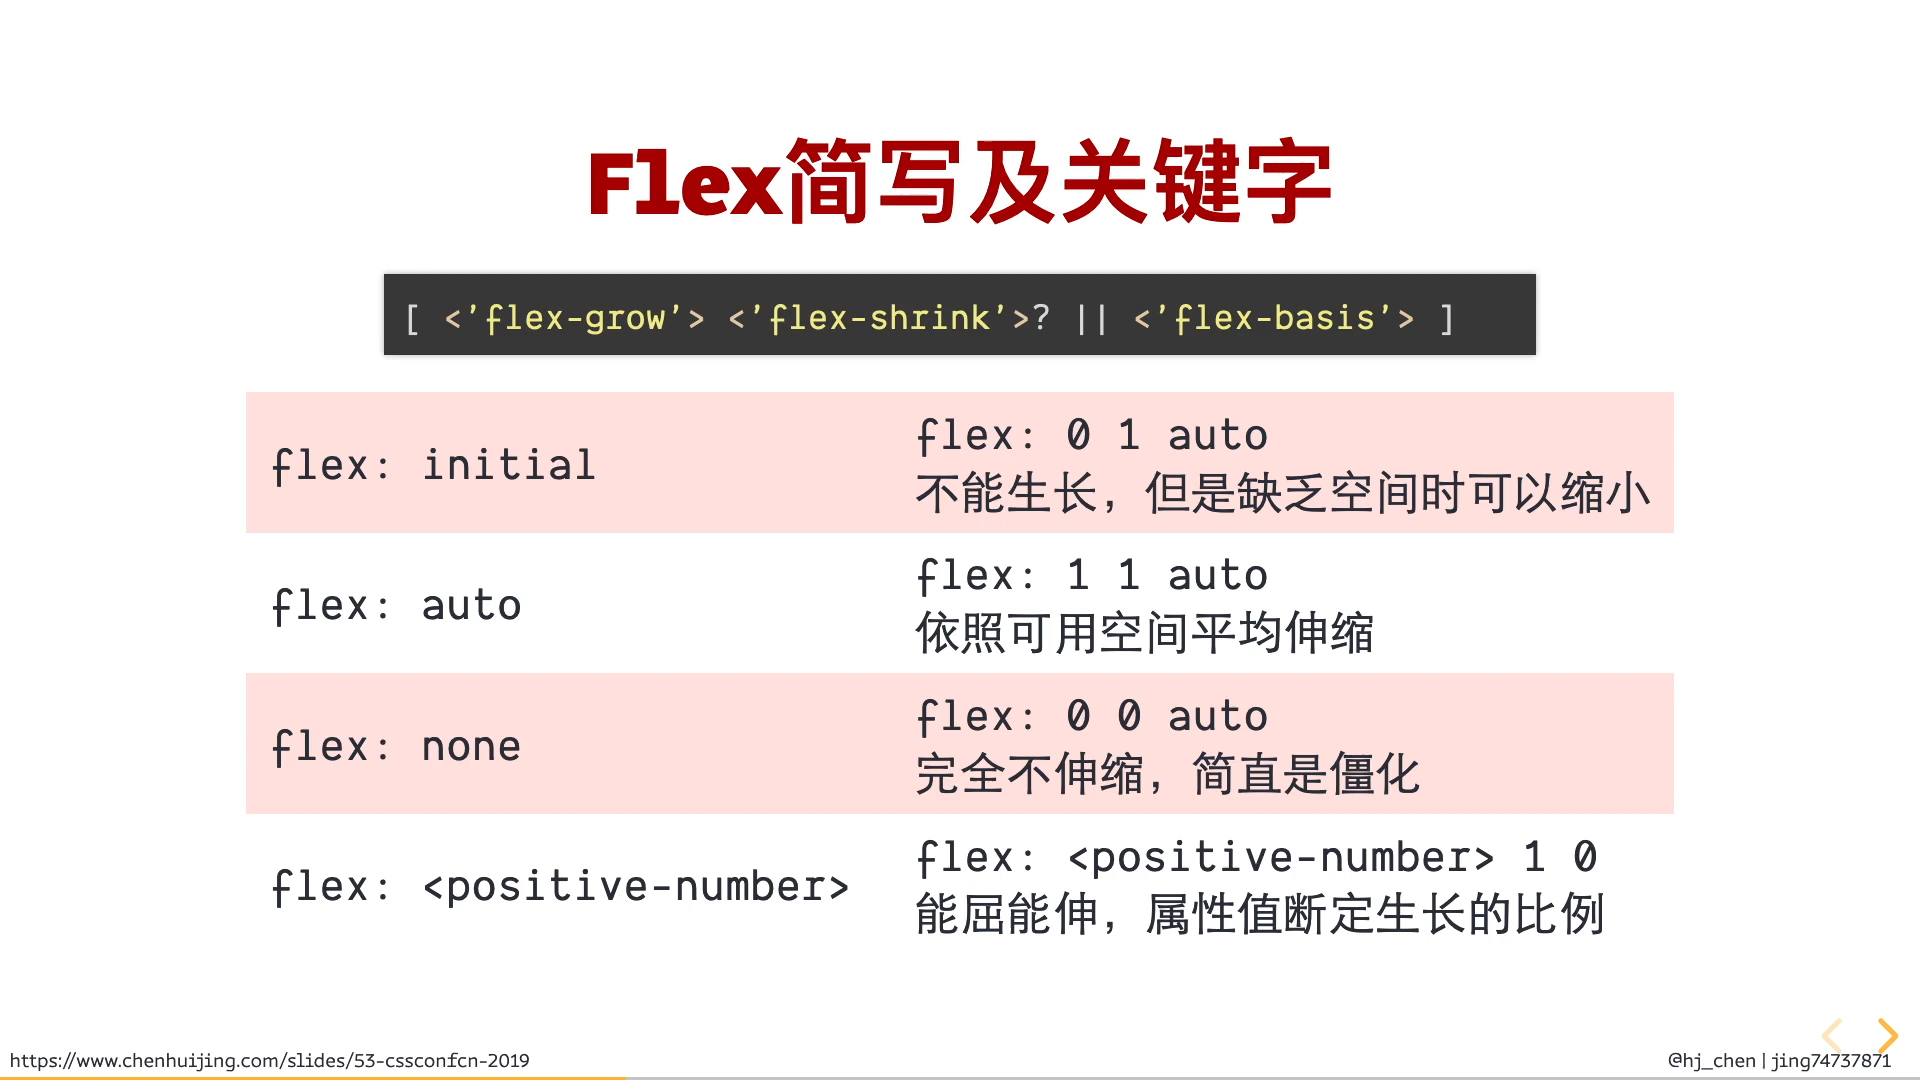 Flex简写及关键字
[ <'flex-grow'> <'flex-shrink'>? || <'flex-basis'> ]
flex: initial
flex: 0 1 auto
不能生长，但是缺乏空间时可以缩小
flex: auto
flex: 1 1 auto
依照可用空间平均伸缩
flex: none
flex: 0 0 auto
完全不伸缩，简直是僵化
flex: <positive-number>
flex: <positive-number> 1 0
能屈能伸，属性值断定生长的比例
https://www.chenhuijing.com/slides/53-cssconfcn-2019
@hj_chen | jing74737871